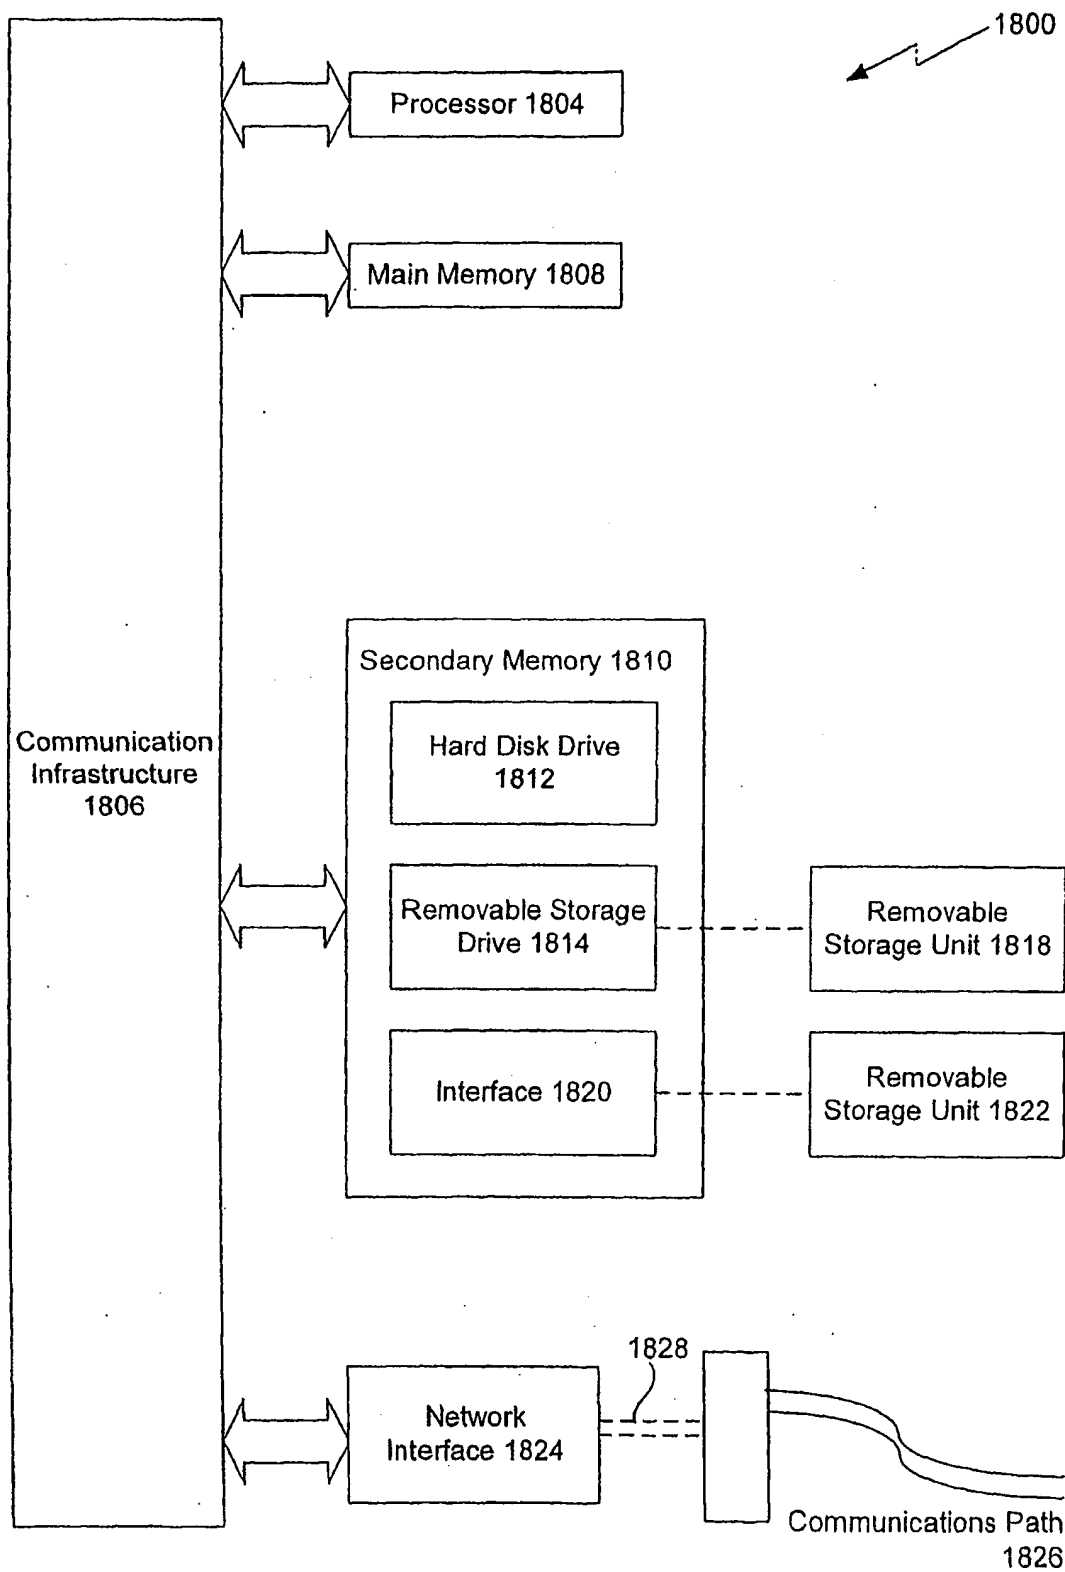 1800
Processor 1804
Main Memory 1808
Secondary Memory 1810
Hard Disk Drive
1812
Communication
Infrastructure
1806
Removable Storage
Drive 1814
Removable
Storage Unit 1818
Interface 1820
Removable
Storage Unit 1822
1828
Network
Interface 1824
Communications Path
1826